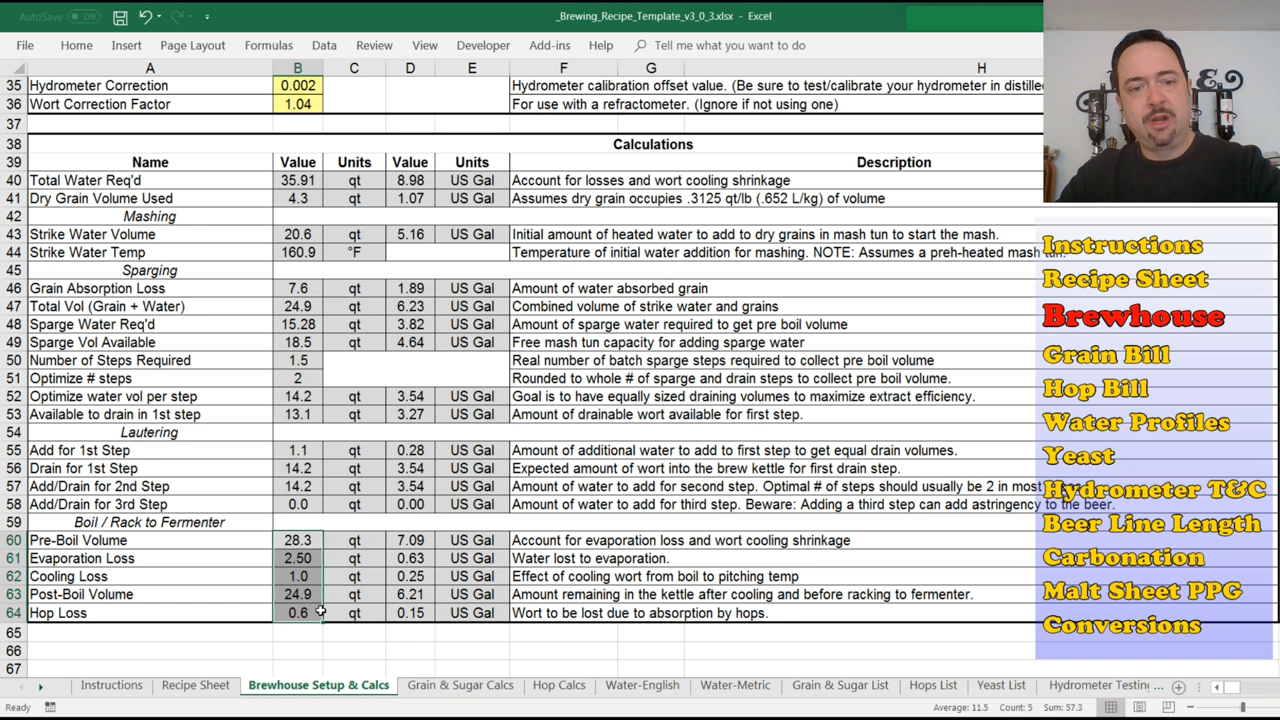 AutoSave Off
_Brewing_Recipe_Template_v3_0_3.xlsx - Excel
File Home Insert Page Layout Formulas Data Review View Developer Add-ins Help Tell me what you want to do
A B C D E F G H
35 Hydrometer Correction 0.002 Hydrometer calibration offset value. (Be sure to test/calibrate your hydrometer in distille
36 Wort Correction Factor 1.04 For use with a refractometer. (Ignore if not using one)
37
38 Calculations
39 Name Value Units Value Units Description
40 Total Water Req'd 35.91 qt 8.98 US Gal Account for losses and wort cooling shrinkage
41 Dry Grain Volume Used 4.3 qt 1.07 US Gal Assumes dry grain occupies .3125 qt/lb (.652 L/kg) of volume
42 Mashing
43 Strike Water Volume 20.6 qt 5.16 US Gal Initial amount of heated water to add to dry grains in mash tun to start the mash.
44 Strike Water Temp 160.9 °F Temperature of initial water addition for mashing. NOTE: Assumes a preh-heated mash tun.
45 Sparging
46 Grain Absorption Loss 7.6 qt 1.89 US Gal Amount of water absorbed grain
47 Total Vol (Grain + Water) 24.9 qt 6.23 US Gal Combined volume of strike water and grains
48 Sparge Water Req'd 15.28 qt 3.82 US Gal Amount of sparge water required to get pre boil volume
49 Sparge Vol Available 18.5 qt 4.64 US Gal Free mash tun capacity for adding sparge water
50 Number of Steps Required 1.5 Real number of batch sparge steps required to collect pre boil volume
51 Optimize # steps 2 Rounded to whole # of sparge and drain steps to collect pre boil volume.
52 Optimize water vol per step 14.2 qt 3.54 US Gal Goal is to have equally sized draining volumes to maximize extract efficiency.
53 Available to drain in 1st step 13.1 qt 3.27 US Gal Amount of drainable wort available for first step.
54 Lautering
55 Add for 1st Step 1.1 qt 0.28 US Gal Amount of additional water to add to first step to get equal drain volumes.
56 Drain for 1st Step 14.2 qt 3.54 US Gal Expected amount of wort into the brew kettle for first drain step.
57 Add/Drain for 2nd Step 14.2 qt 3.54 US Gal Amount of water to add for second step. Optimal # of steps should usually be 2 in most
58 Add/Drain for 3rd Step 0.0 qt 0.00 US Gal Amount of water to add for third step. Beware: Adding a third step can add astringency to the beer.
59 Boil / Rack to Fermenter
60 Pre-Boil Volume 28.3 qt 7.09 US Gal Account for evaporation loss and wort cooling shrinkage
61 Evaporation Loss 2.50 qt 0.63 US Gal Water lost to evaporation.
62 Cooling Loss 1.0 qt 0.25 US Gal Effect of cooling wort from boil to pitching temp
63 Post-Boil Volume 24.9 qt 6.21 US Gal Amount remaining in the kettle after cooling and before racking to fermenter.
64 Hop Loss 0.6 qt 0.15 US Gal Wort to be lost due to absorption by hops.
65
66
67
Instructions
Recipe Sheet
Brewhouse
Grain Bill
Hop Bill
Water Profiles
Yeast
Hydrometer T&C
Beer Line Length
Carbonation
Malt Sheet PPG
Conversions
Instructions Recipe Sheet Brewhouse Setup & Calcs Grain & Sugar Calcs Hop Calcs Water-English Water-Metric Grain & Sugar List Hops List Yeast List Hydrometer Testing ...
Ready Average: 11.5 Count: 5 Sum: 57.3